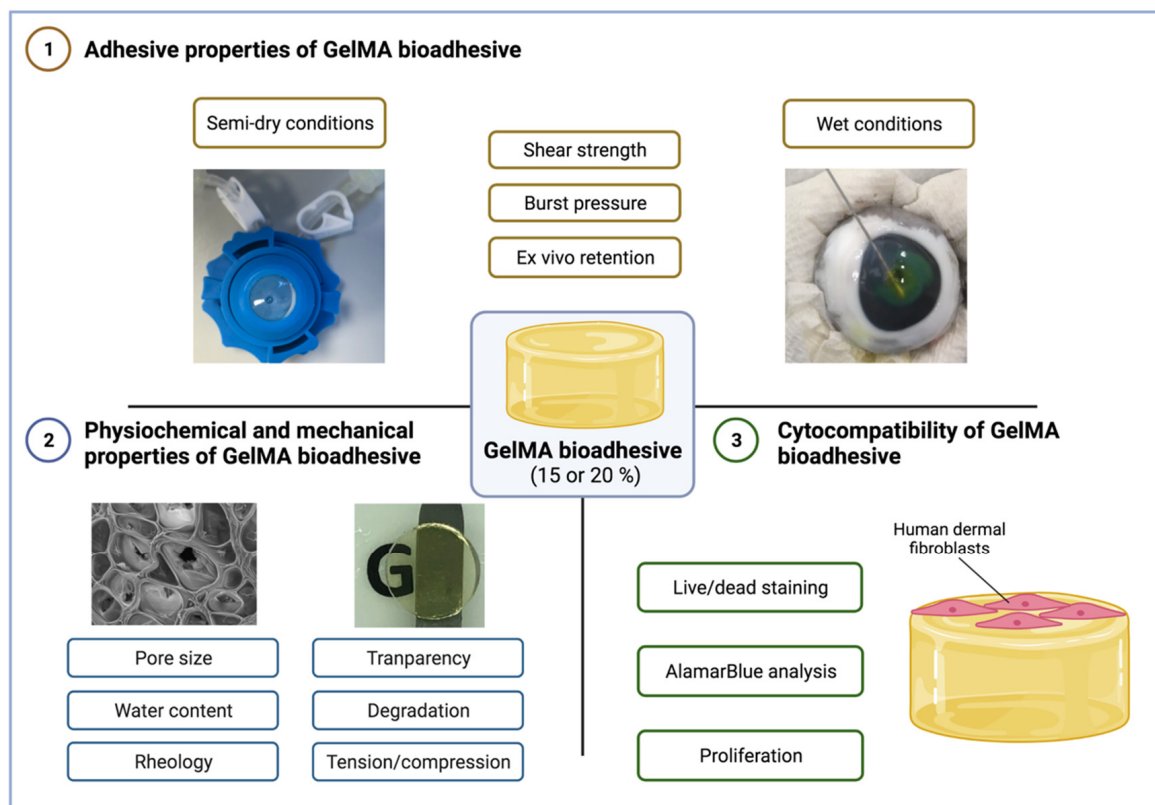 1
Adhesive properties of GelMA bioadhesive
Semi-dry conditions
Shear strength
Burst pressure
Ex vivo retention
Wet conditions
GelMA bioadhesive
(15 or 20 %)
2
Physiochemical and mechanical
properties of GelMA bioadhesive
G
Pore size
Tranparency
Water content
Degradation
Rheology
Tension/compression
3
Cytocompatibility of GelMA
bioadhesive
Human dermal
fibroblasts
Live/dead staining
AlamarBlue analysis
Proliferation